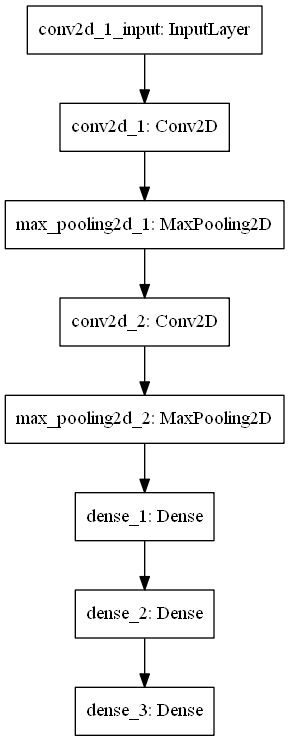 conv2d_1_input: InputLayer
conv2d_1: Conv2D
max_pooling2d_1: MaxPooling2D
conv2d_2: Conv2D
max_pooling2d_2: MaxPooling2D
dense_1: Dense
dense_2: Dense
dense_3: Dense